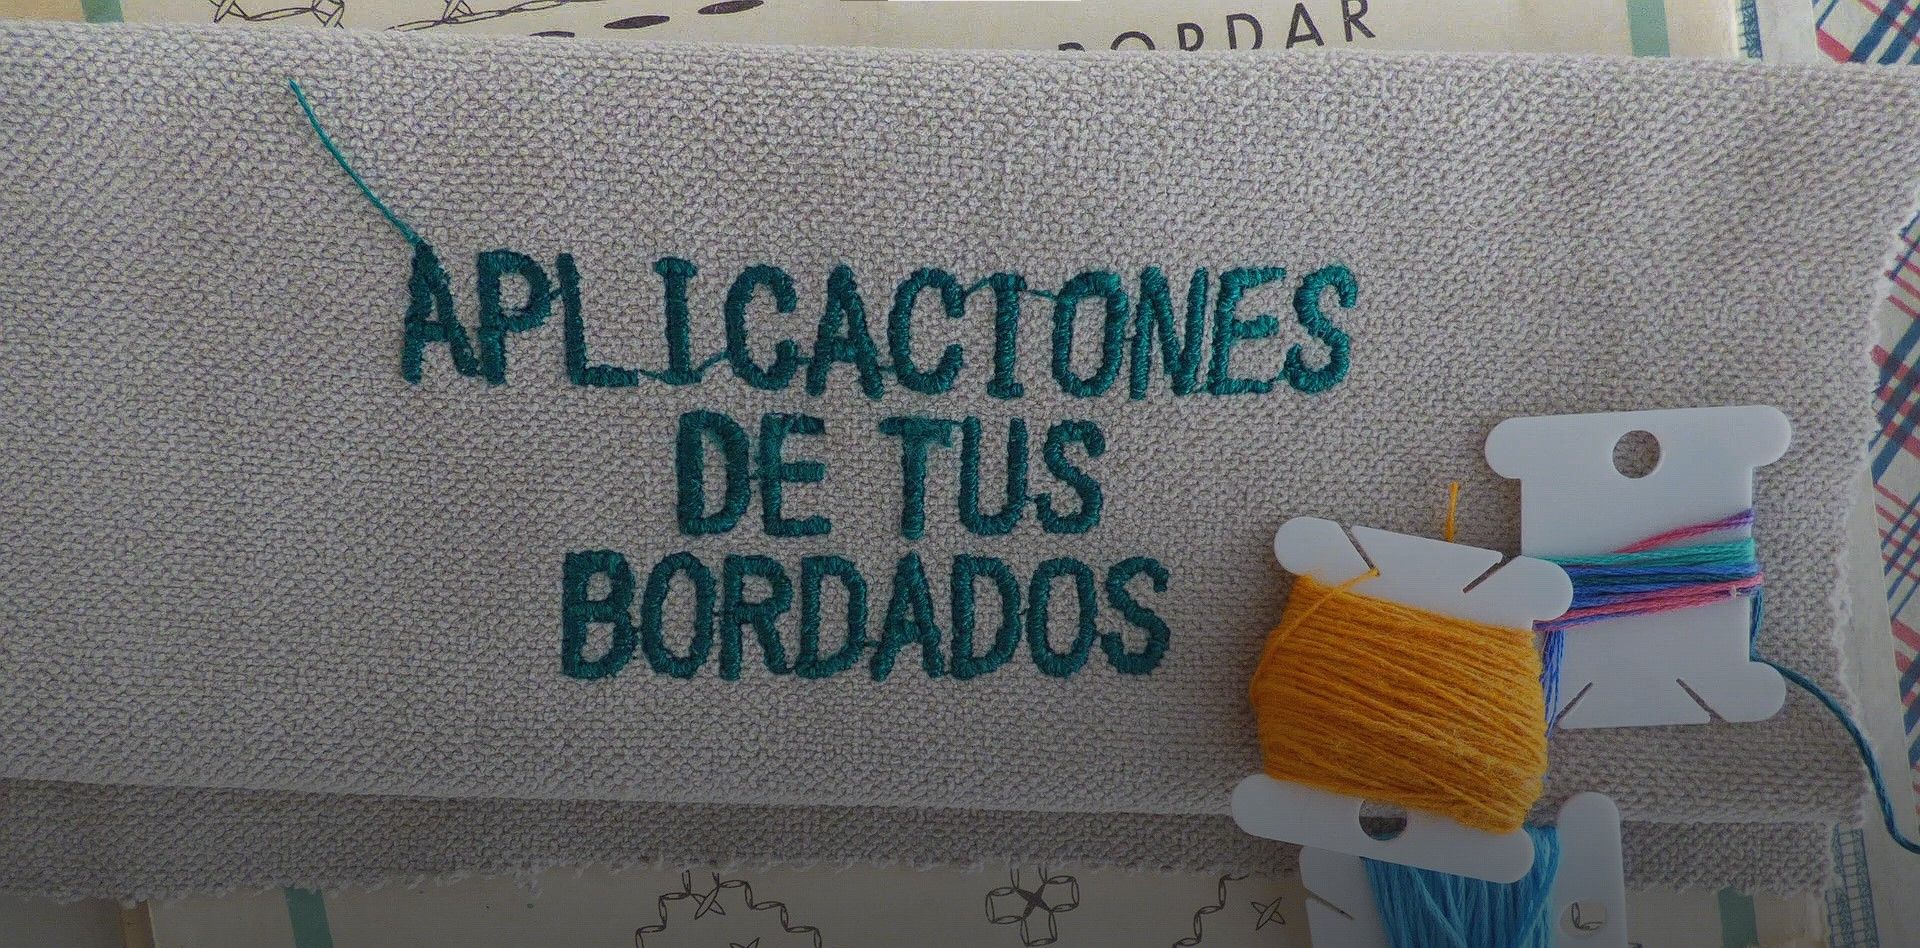 BORDAR
APLICACIONES
DE TUS
BORDADOS